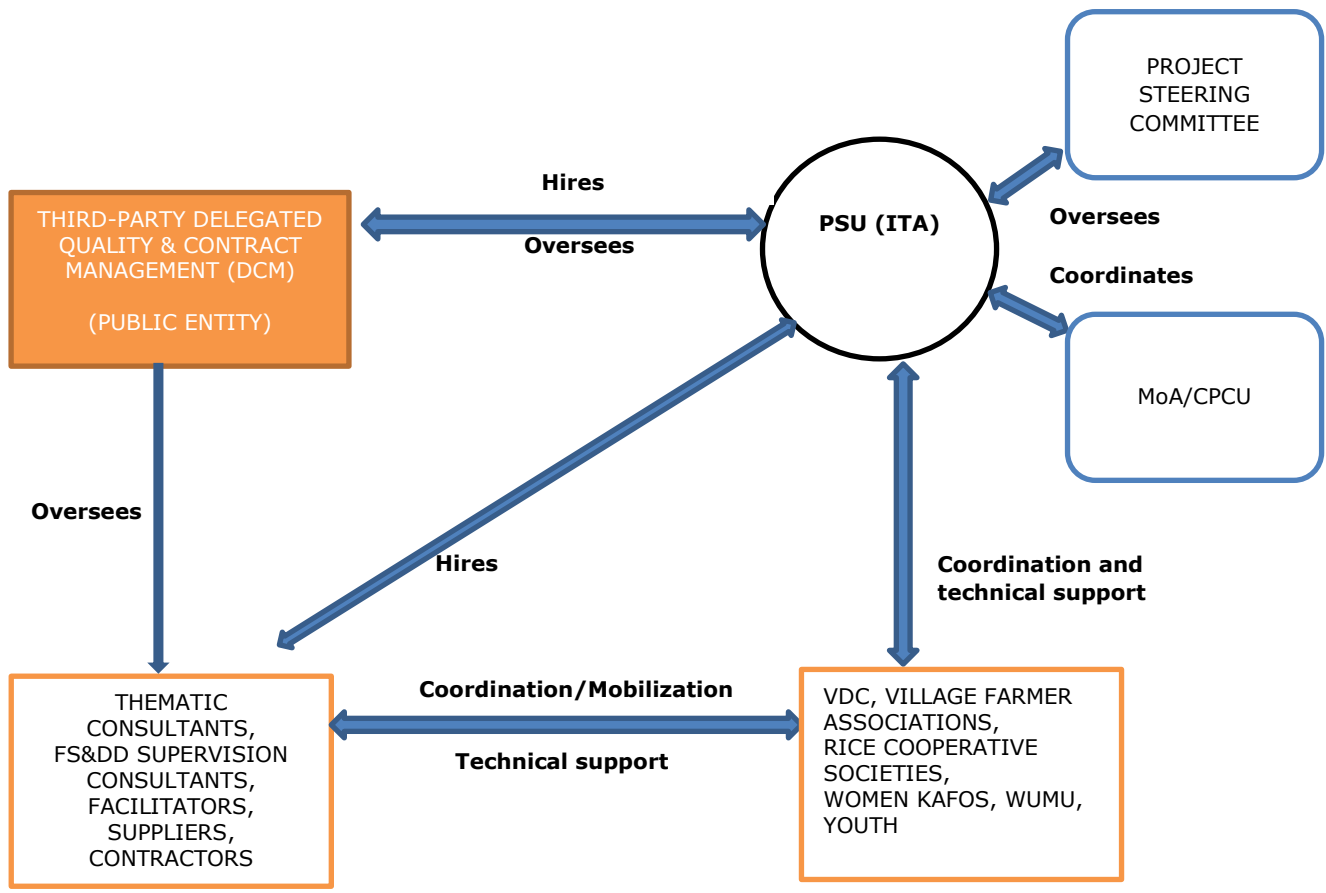 PROJECT
STEERING
COMMITTEE
Hires
THIRD-PARTY DELEGATED
QUALITY & CONTRACT
MANAGEMENT (DCM)
(PUBLIC ENTITY)
Oversees
PSU (ITA)
Oversees
Coordinates
MoA/CPCU
Oversees
Hires
Coordination and
technical support
THEMATIC
CONSULTANTS,
FS&DD SUPERVISION
CONSULTANTS,
FACILITATORS,
SUPPLIERS,
CONTRACTORS
Coordination/Mobilization
Technical support
VDC, VILLAGE FARMER
ASSOCIATIONS,
RICE COOPERATIVE
SOCIETIES,
WOMEN KAFOS, WUMU,
YOUTH